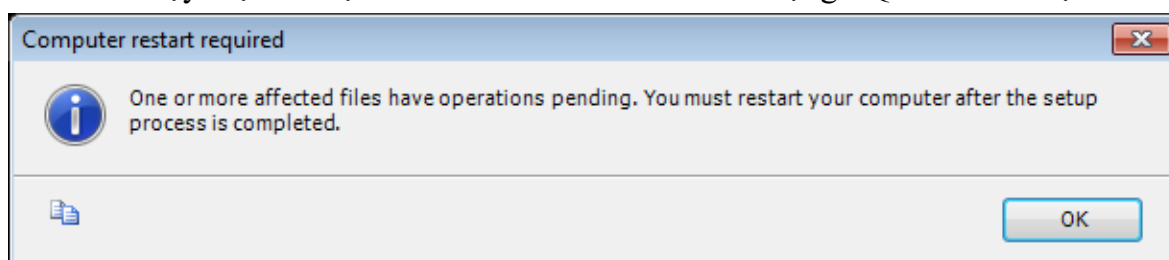 Computer restart required
One or more affected files have operations pending. You must restart your computer after the setup
process is completed.
OK